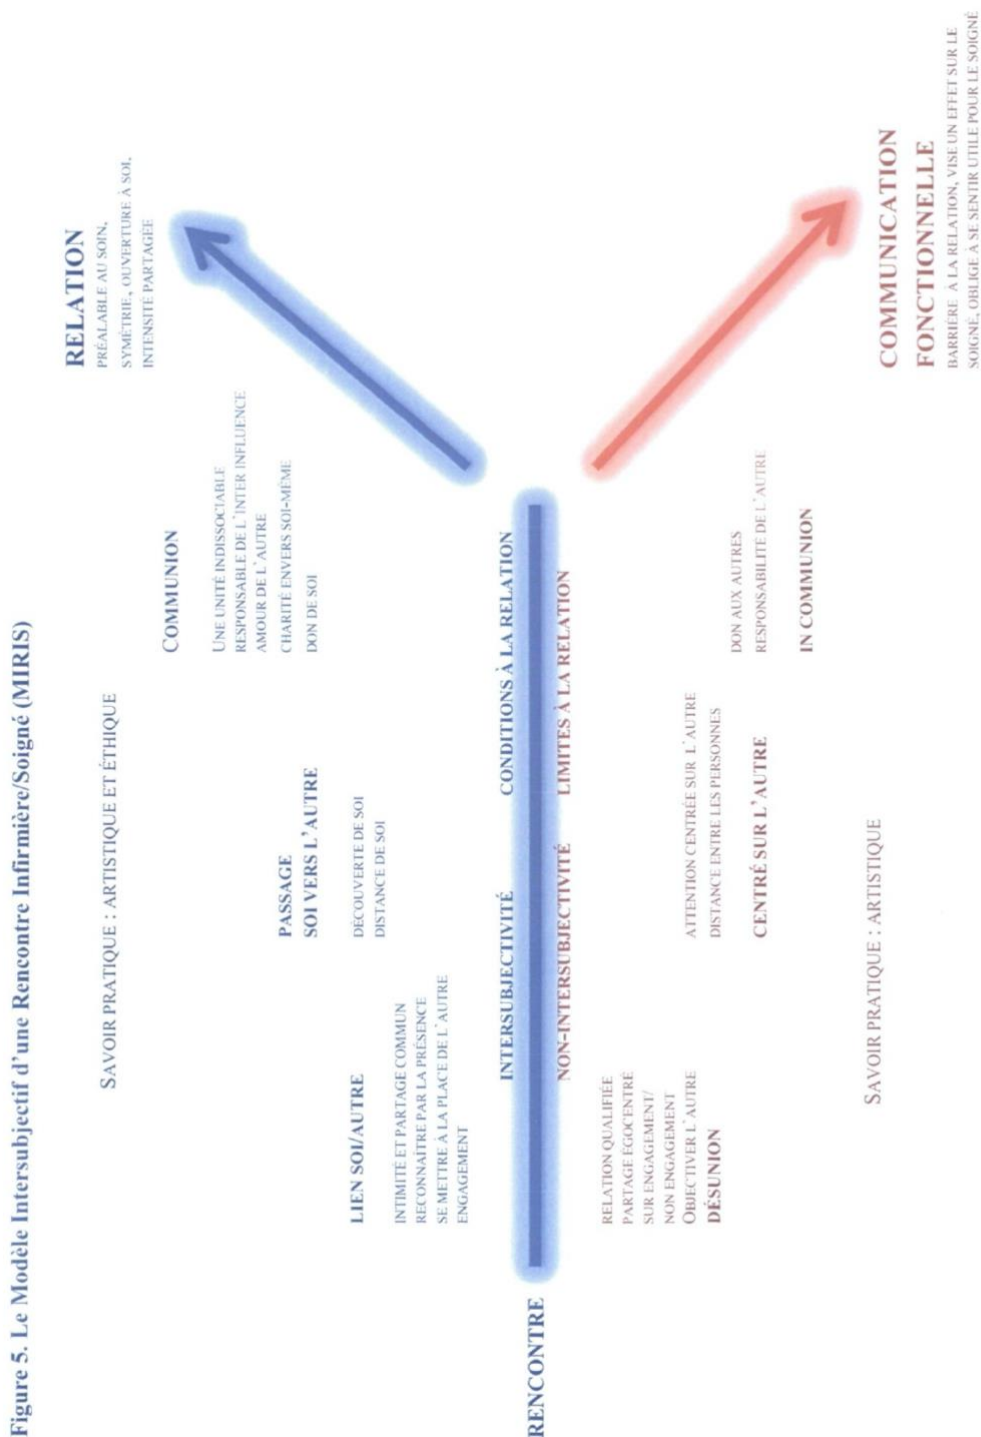 Figure 5. Le Modèle Intersubjectif d'une Rencontre Infirmière/Soigné (MIRIS)
SAVOIR PRATIQUE : ARTISTIQUE ET ÉTHIQUE
RELATION
PRÉALABLE AU SOIN,
SYMÉTRIE, OUVERTURE À SOI,
INTENSITÉ PARTAGÉE
COMMUNION
UNE UNITÉ INDISSOCIABLE
RESPONSABLE DE L'INTER INFLUENCE
AMOUR DE L'AUTRE
CHARITÉ ENVERS SOI-MÊME
DON DE SOI
PASSAGE
SOI VERS L'AUTRE
DÉCOUVERTE DE SOI
DISTANCE DE SOI
LIEN SOI/AUTRE
INTIMITÉ ET PARTAGE COMMUN
RECONNAÎTRE PAR LA PRÉSENCE
SE METTRE À LA PLACE DE L'AUTRE
ENGAGEMENT
INTERSUBJECTIVITÉ CONDITIONS À LA RELATION
RENCONTRE
NON-INTERSUBJECTIVITÉ LIMITES À LA RELATION
RELATION QUALIFIÉE
PARTAGE EGOCENTRÉ
SUR ENGAGEMENT/
NON ENGAGEMENT
OBJECTIVER L'AUTRE
DÉSUNION
ATTENTION CENTRÉE SUR L'AUTRE
DISTANCE ENTRE LES PERSONNES
CENTRÉ SUR L'AUTRE
DON AUX AUTRES
RESPONSABILITÉ DE L'AUTRE
IN COMMUNION
SAVOIR PRATIQUE : ARTISTIQUE
COMMUNICATION
FONCTIONNELLE
BARRIÈRE À LA RELATION, VISE UN EFFET SUR LE
SOIGNÉ, OBLIGE À SE SENTIR UTILE POUR LE SOIGNÉ